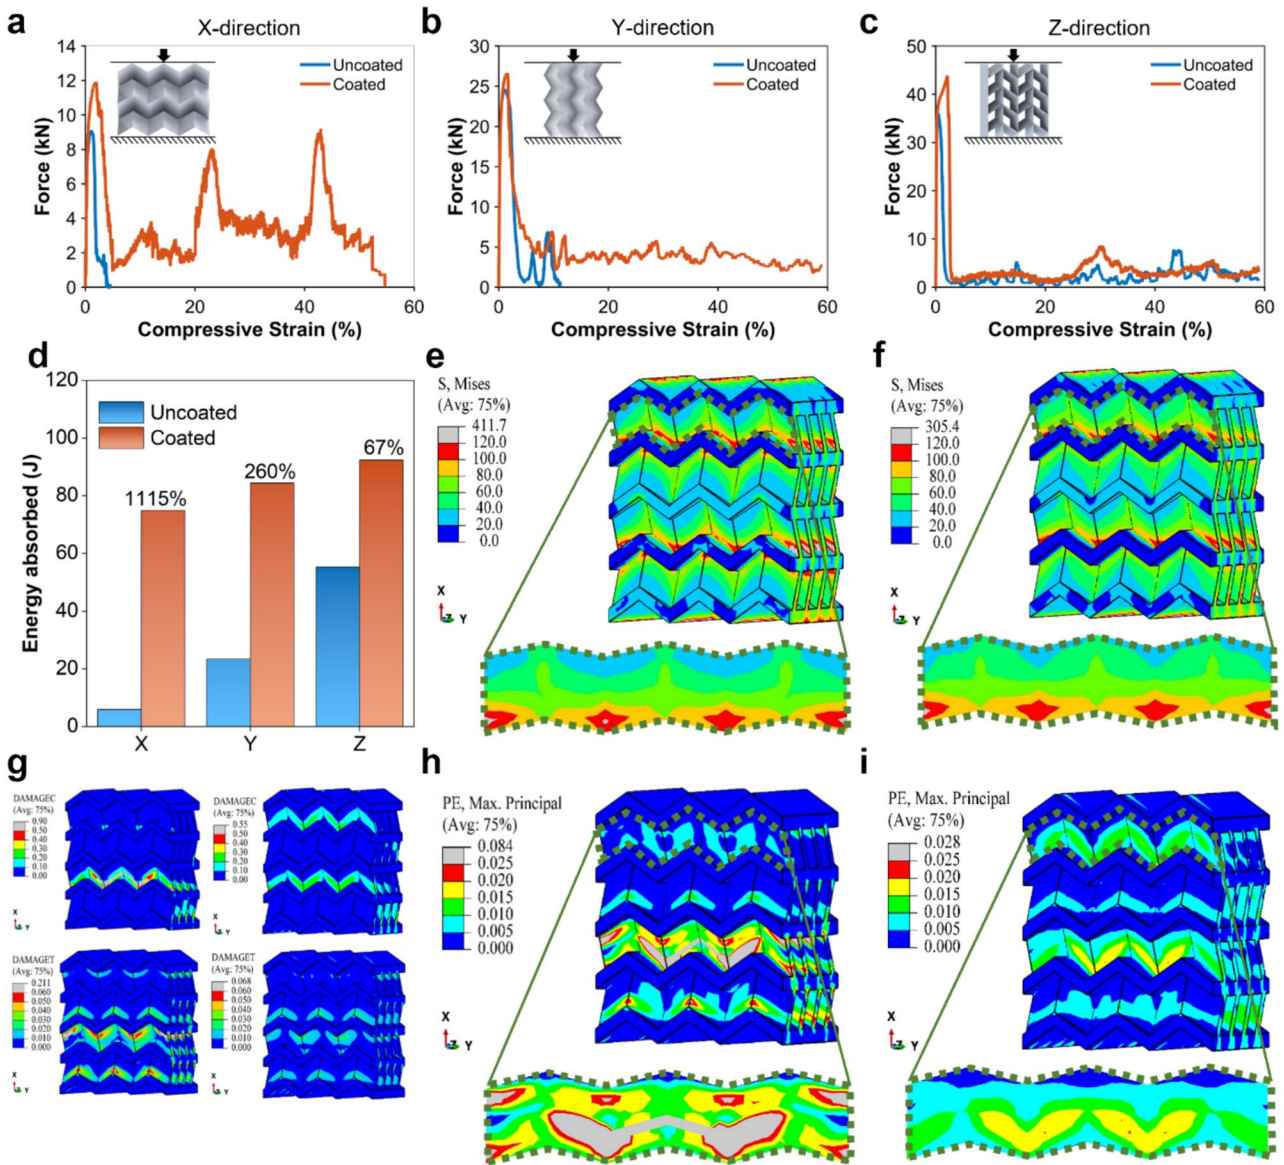 a
X-direction
14
12
10
8
6
4
2
0
Force (kN)
Uncoated
Coated
0 20 40 60
Compressive Strain (%)
b
Y-direction
30
25
20
15
10
5
0
Force (kN)
Uncoated
Coated
0 20 40 60
Compressive Strain (%)
c
Z-direction
50
40
30
20
10
0
Force (kN)
Uncoated
Coated
0 20 40 60
Compressive Strain (%)
d
120
100
80
60
40
20
0
Energy absorbed (J)
Uncoated
Coated
1115%
260%
67%
X Y Z
e
S, Mises
(Avg: 75%)
411.7
120.0
100.0
80.0
60.0
40.0
20.0
0.0
X
Z Y
f
S, Mises
(Avg: 75%)
305.4
120.0
100.0
80.0
60.0
40.0
20.0
0.0
X
Z Y
g
DAMAGEC
(Avg: 75%)
0.90
0.50
0.40
0.30
0.20
0.10
0.00
X
Y
DAMAGEC
(Avg: 75%)
0.55
0.50
0.40
0.30
0.20
0.10
0.00
X
Y
DAMAGET
(Avg: 75%)
0.211
0.060
0.050
0.040
0.030
0.020
0.010
0.000
X
Y
DAMAGET
(Avg: 75%)
0.068
0.060
0.050
0.040
0.030
0.020
0.010
0.000
X
Y
h
PE, Max. Principal
(Avg: 75%)
0.084
0.025
0.020
0.015
0.010
0.005
0.000
X
Z Y
i
PE, Max. Principal
(Avg: 75%)
0.028
0.025
0.020
0.015
0.010
0.005
0.000
X
Z Y